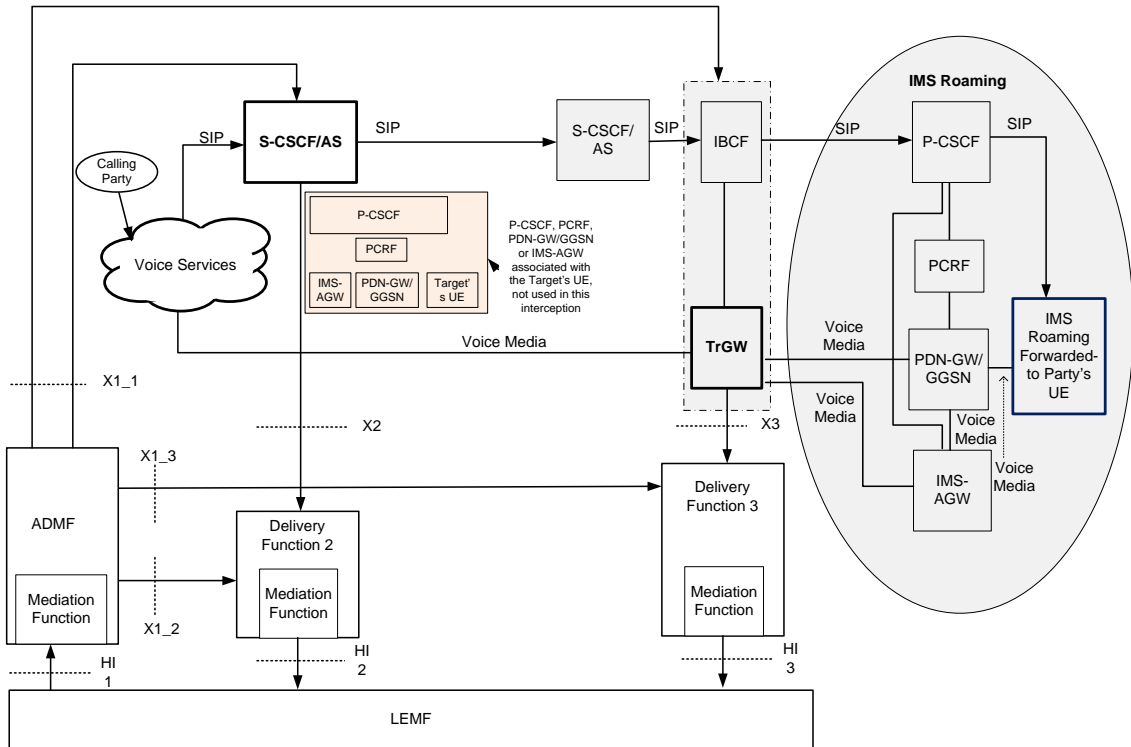 IMS Roaming
SIP
S-CSCF/AS
SIP
S-CSCF/
AS
SIP
IBCF
SIP
P-CSCF
SIP
Calling
Party
Voice Services
P-CSCF
PCRF
IMS-
AGW
PDN-GW/
GGSN
Target'
s UE
P-CSCF, PCRF,
PDN-GW/GGSN
or IMS-AGW
associated with
the Target's UE,
not used in this
interception
PCRF
Voice Media
TrGW
Voice
Media
PDN-GW/
GGSN
IMS
Roaming
Forwarded-
to Party's
UE
Voice
Media
Voice
Media
Voice
Media
IMS-
AGW
X1_1
X2
X3
X1_3
ADMF
Mediation
Function
X1_2
Delivery
Function 2
Mediation
Function
Delivery
Function 3
Mediation
Function
HI
1
HI
2
HI
3
LEMF